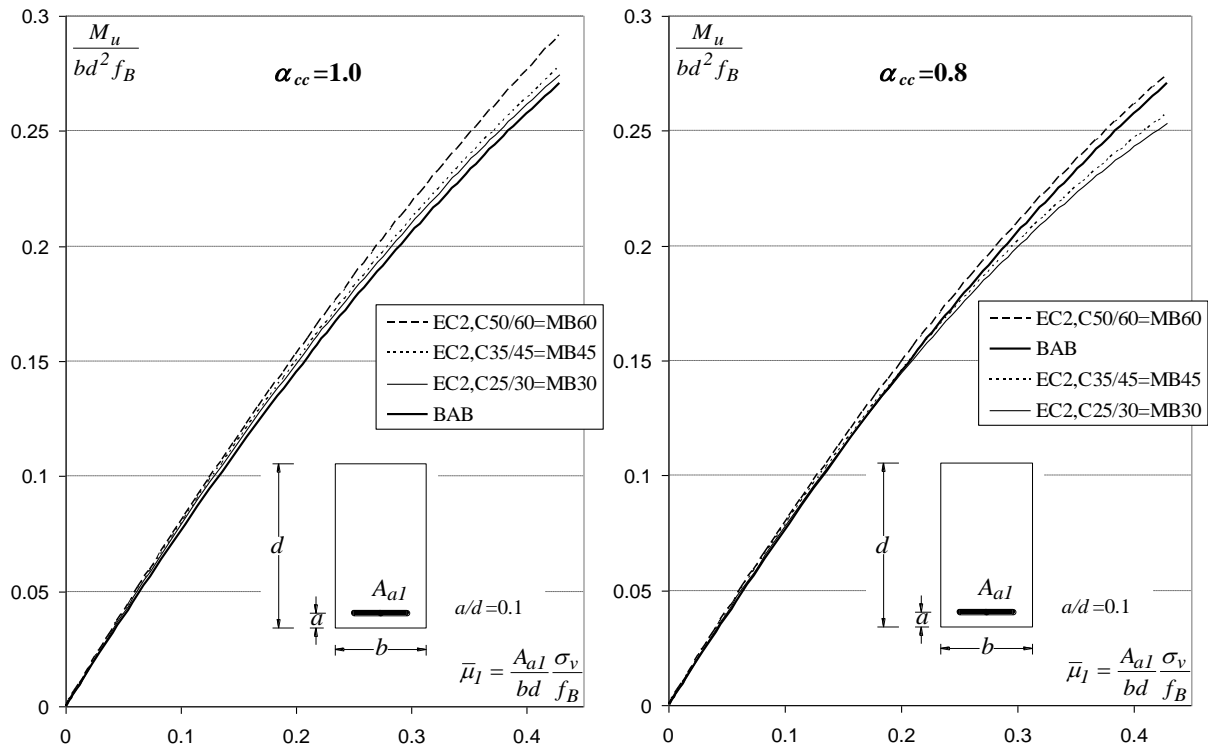 0.3
M_u
bd² f_B
α_cc=1.0
0.25
0.2
EC2,C50/60=MB60
EC2,C35/45=MB45
EC2,C25/30=MB30
BAB
0.15
0.1
d
A_a1
a
a/d=0.1
b
0.05
μ̄_1 = A_a1/bd σ_v/f_B
0
0 0.1 0.2 0.3 0.4
0.3
M_u
bd² f_B
α_cc=0.8
0.25
0.2
EC2,C50/60=MB60
BAB
EC2,C35/45=MB45
EC2,C25/30=MB30
0.15
0.1
d
A_a1
a
a/d=0.1
b
0.05
μ̄_1 = A_a1/bd σ_v/f_B
0
0 0.1 0.2 0.3 0.4